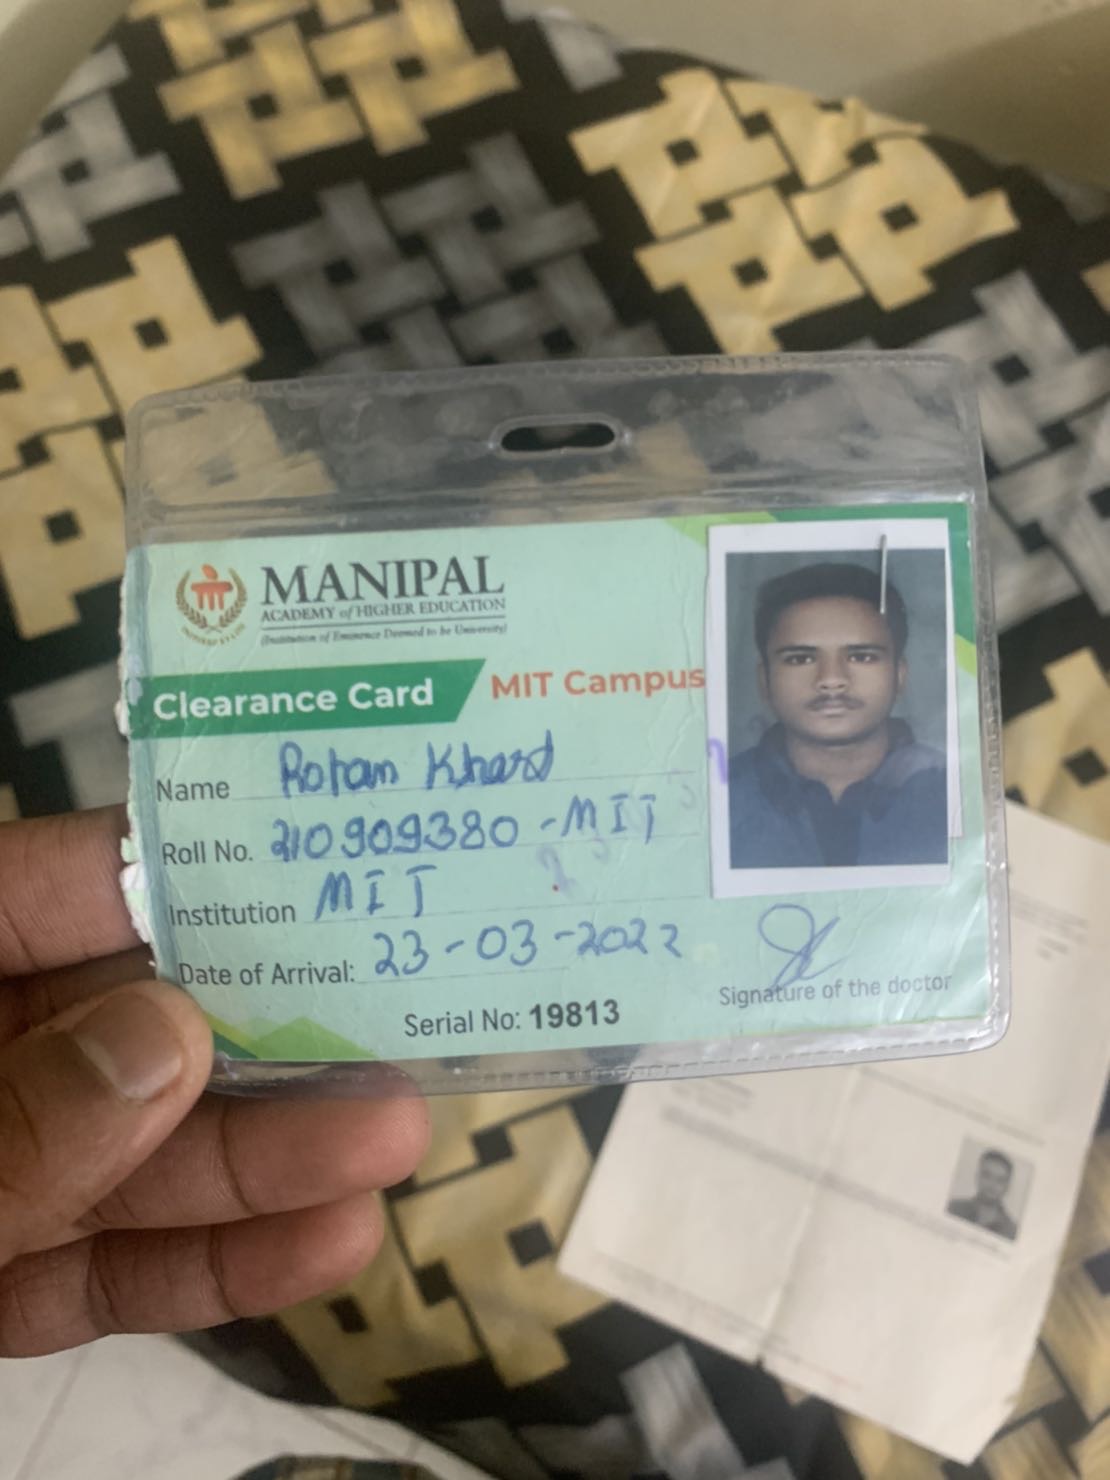 MANIPAL
ACADEMY of HIGHER EDUCATION
(Institution of Eminence Deemed to be University)
Clearance Card MIT Campus
Name Rohan Khard
Roll No. 210909380-MIT
Institution MIT
Date of Arrival: 23-03-2022
Signature of the doctor
Serial No: 19813